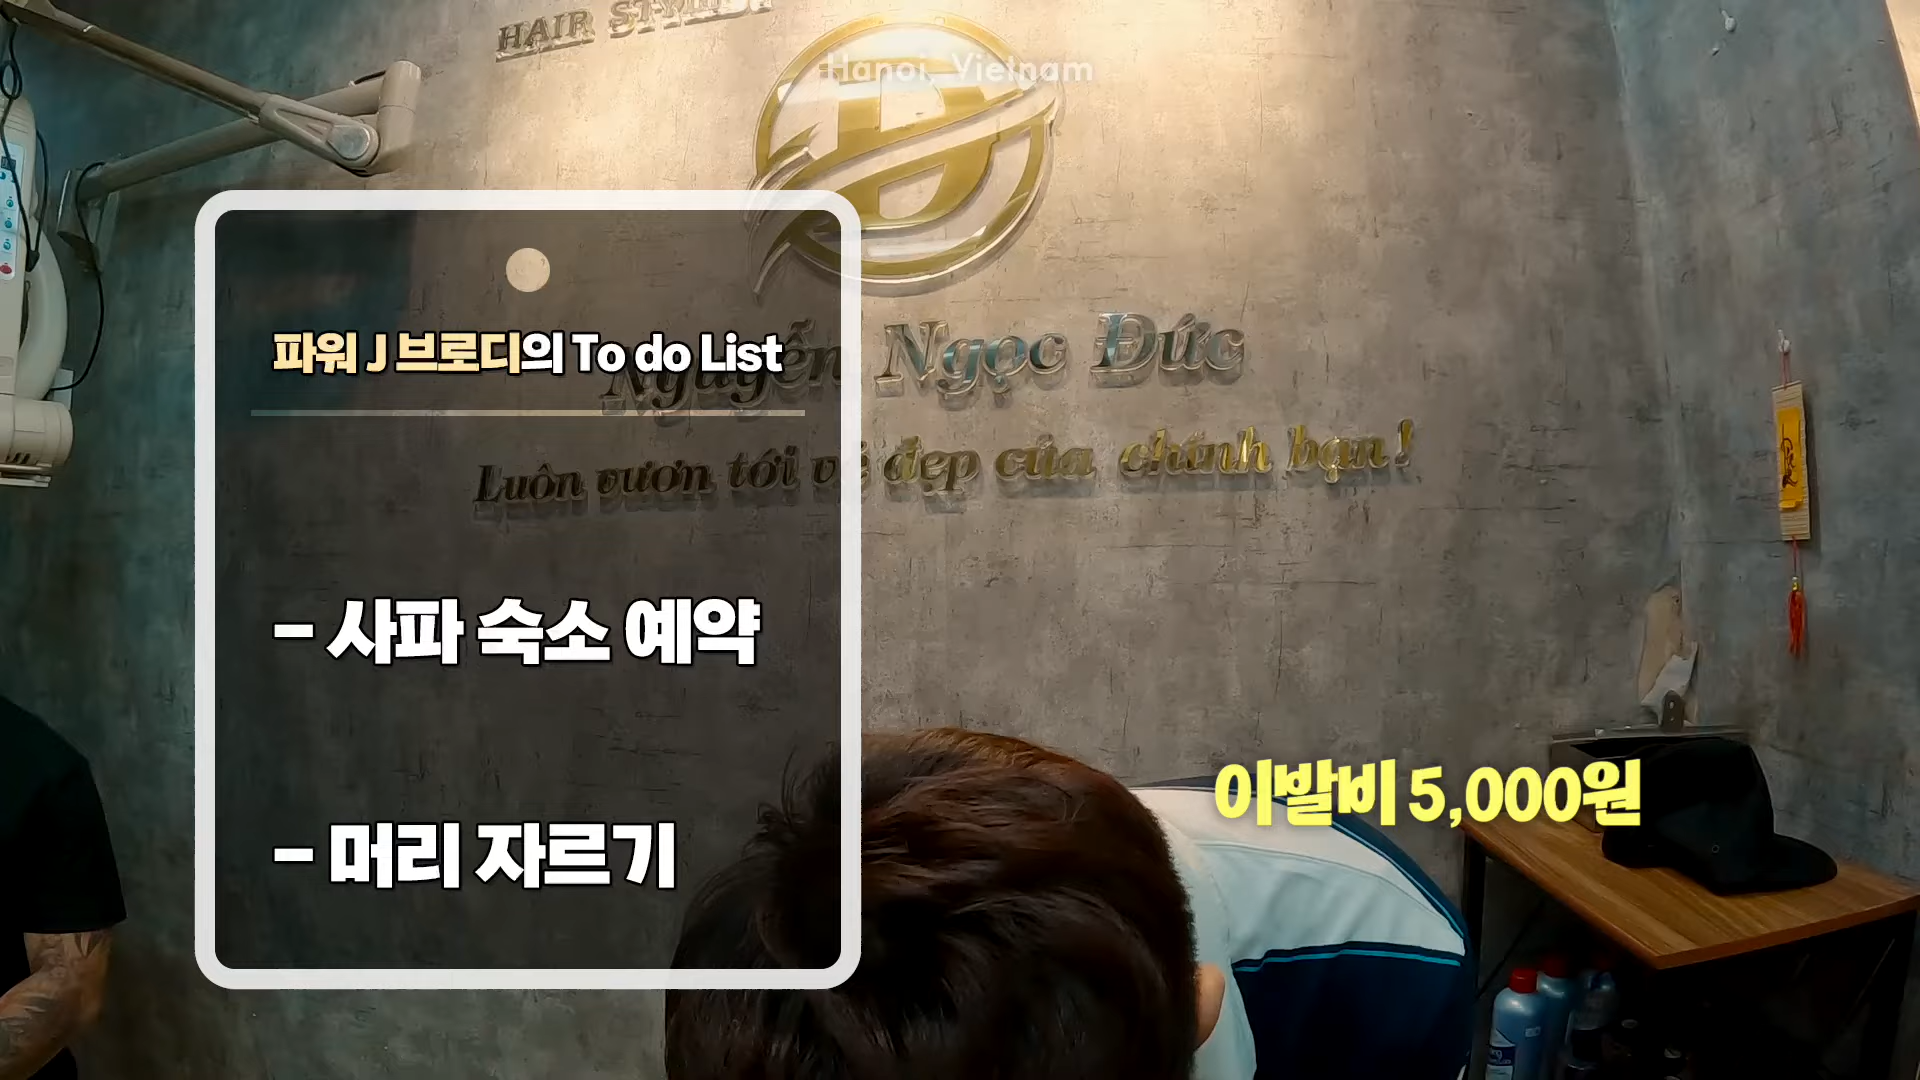 HAIR
Hanoi, Vietnam
파워 J 브로디의 To do List
Nguyễn Ngọc Đức
Luôn vươn tới vẻ đẹp của chính bạn!
- 사파 숙소 예약
- 머리 자르기
이발비 5,000원